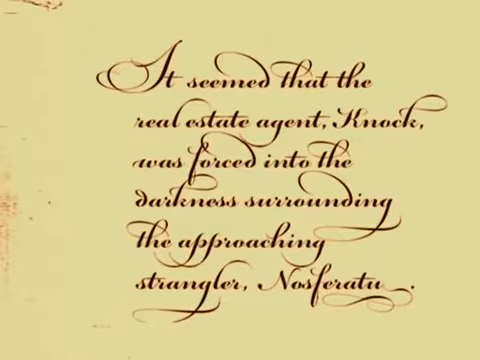 It seemed that the
real estate agent, Knock,
was forced into the
darkness surrounding
the approaching
strangler, Nosferatu.